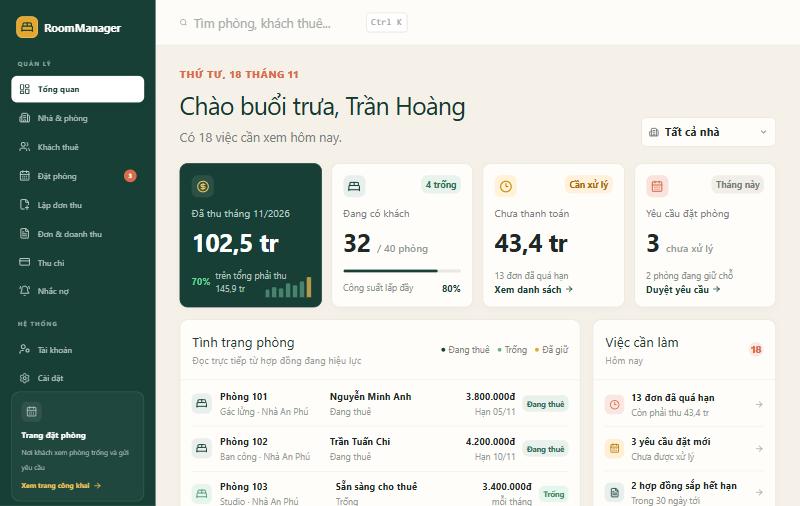 RoomManager
QUẢN LÝ
Tổng quan
Nhà & phòng
Khách thuê
Đặt phòng 3
Lập đơn thu
Đơn & doanh thu
Thu chi
Nhắc nợ
HỆ THỐNG
Tài khoản
Cài đặt
Trang đặt phòng
Nơi khách xem phòng trống và gửi
yêu cầu
Xem trang công khai →
Tìm phòng, khách thuê... Ctrl K
THỨ TƯ, 18 THÁNG 11
Chào buổi trưa, Trần Hoàng
Có 18 việc cần xem hôm nay.
Tất cả nhà
Đã thu tháng 11/2026
102,5 tr
70% trên tổng phải thu
145,9 tr
4 trống
Đang có khách
32 / 40 phòng
Công suất lấp đầy 80%
Cần xử lý
Chưa thanh toán
43,4 tr
13 đơn đã quá hạn
Xem danh sách →
Tháng này
Yêu cầu đặt phòng
3 chưa xử lý
2 phòng đang giữ chỗ
Duyệt yêu cầu →
Tình trạng phòng
Đọc trực tiếp từ hợp đồng đang hiệu lực
Đang thuê Trống Đã giữ
Phòng 101 Nguyễn Minh Anh 3.800.000đ Đang thuê
Gác lửng · Nhà An Phú Đang thuê Hạn 05/11
Phòng 102 Trần Tuấn Chi 4.200.000đ Đang thuê
Ban công · Nhà An Phú Đang thuê Hạn 10/11
Phòng 103 Sẵn sàng cho thuê 3.400.000đ Trống
Studio · Nhà An Phú Trống mỗi tháng
Việc cần làm 18
Hôm nay
13 đơn đã quá hạn →
Còn phải thu 43,4 tr
3 yêu cầu đặt mới →
Chưa được xử lý
2 hợp đồng sắp hết hạn →
Trong 30 ngày tới